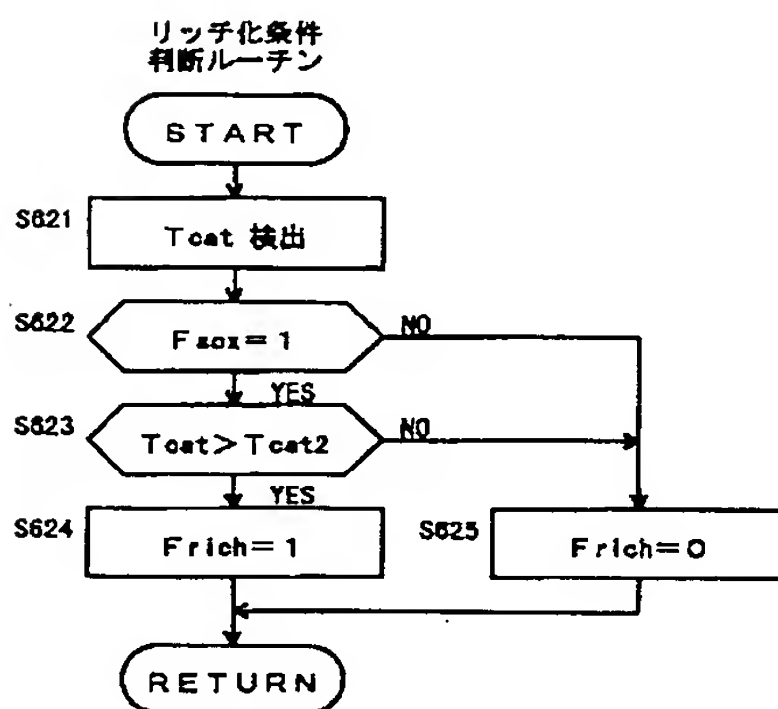 リッチ化条件
判断ルーチン
START
S621
Tcat 検出
S622
Fsox=1
NO
YES
S623
Tcat>Tcat2
NO
YES
S624
Frich=1
S625
Frich=0
RETURN